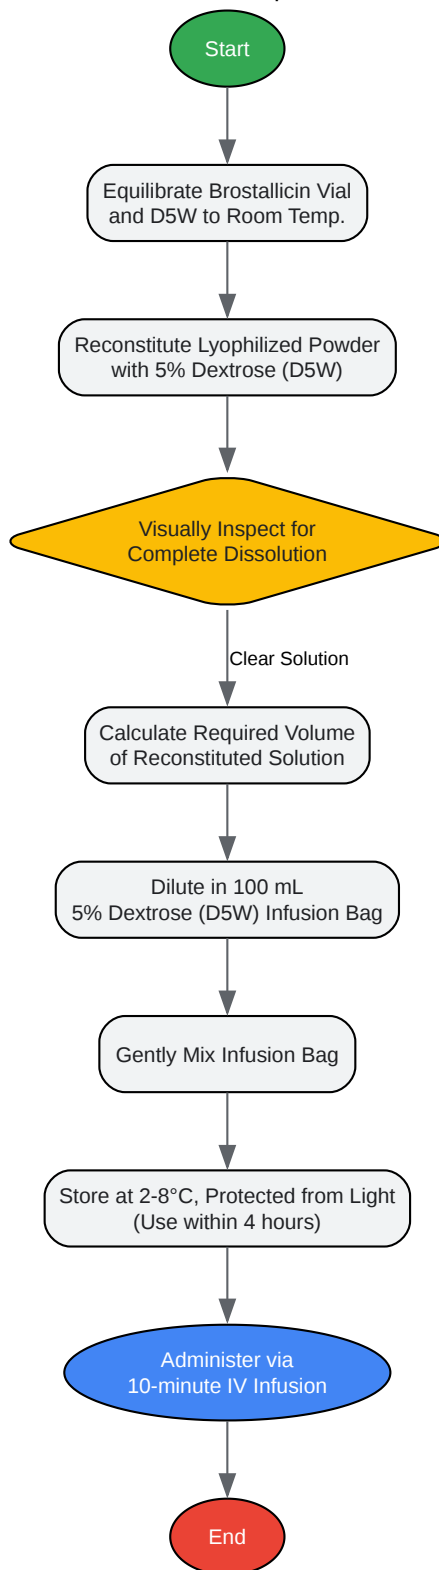 Start
Equilibrate Brostallicin Vial
and D5W to Room Temp.
Reconstitute Lyophilized Powder
with 5% Dextrose (D5W)
Visually Inspect for
Complete Dissolution
Clear Solution
Calculate Required Volume
of Reconstituted Solution
Dilute in 100 mL
5% Dextrose (D5W) Infusion Bag
Gently Mix Infusion Bag
Store at 2-8°C, Protected from Light
(Use within 4 hours)
Administer via
10-minute IV Infusion
End